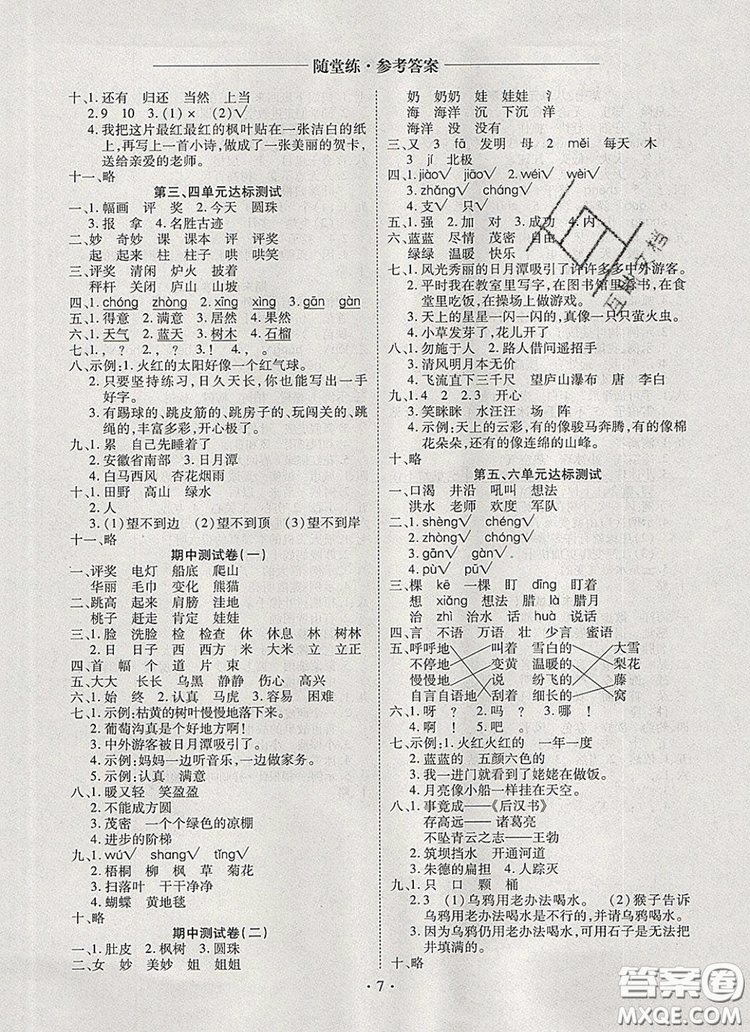 随堂练·参考答案
十、1.还有 归还 当然 上当
2.9 10 3.(1)× (2)√
4.我把这片最红最红的枫叶贴在一张洁白的纸
上,再写上一首小诗,做成了一张美丽的贺卡,
送给亲爱的老师。
十一、略
第三、四单元达标测试
一、1.幅画 评 奖 2.今天 圆珠
3.报 拿 4.名胜古迹
二、妙 奇妙 课 课本 评 评奖
起 起来 柱 柱子 哄 哄笑
三、评奖 清闲 炉火 披着
秤杆 关闭 庐山 山坡
四、1.chóng zhòng 2.xīng xìng 3.gān gàn
五、1.得意 2.满意 3.居然 4.果然
六、1.天气 2.蓝天 3.树木 4.石榴
七、1., ? 2., ? 3.! 4., 。
八、示例:1.火红的太阳好像一个红气球。
2.只要坚持练习,日久天长,你也能写出一
手好字。
3.有踢球的、跳皮筋的、跳房子的、玩闯关的、跳
绳的,丰富多彩,开心极了。
九、1.累 自己先睡着了
2.安徽省南部 3.日月潭
4.白马西风 杏花烟雨
十、1.田野 高山 绿水
2.人
3.(1)望不到边 (2)望不到顶 (3)望不到岸
十一、略
期中测试卷(一)
一、评奖 电灯 船底 爬山
华丽 毛巾 变化 熊猫
二、跳高 起来 肩膀 洼地
桃子 赶走 肯定 娃娃
三、脸 洗脸 检 检查 休 休息 林 树林
日 日子 西 西方 米 大米 立 立正
四、首 幅 个 道 片 束
五、大大 长长 乌黑 静静 伤心 高兴
六、1.始 终 2.认真 马虎 3.容易 困难
七、1.示例:枯黄的树叶慢慢地落下来。
2.葡萄沟真是个好地方啊!
3.中外游客被日月潭吸引了。
4.示例:妈妈一边听音乐,一边做家务。
5.示例:认真 满意
八、1.暖又轻 笑盈盈
2.不能成方圆
3.茂密 一个个绿色的凉棚
4.进步的阶梯
九、1.wú√ shang√ tǐng√
2.梧桐 柳 枫 草 菊花
3.扫落叶 干干净净
4.蝴蝶 黄地毯
十、略
期中测试卷(二)
一、1.肚皮 2.枫树 3.圆珠
二、女 妙 美妙 姐 姐姐
奶 奶奶 娃 娃娃 氵
海 海洋 沉 下沉 洋
海洋 没 没有
三、又 3 fā 发明 母 2 měi 每天 木
3 jí 北极
四、1.jiào√ jiāo√ 2.wéi√ wèi√
3.zhǎng√ cháng√
4.支√ 只√
五、1.强 2.加 对 3.成功 4.内
六、蓝蓝 尽情 茂密 自由
绿绿 温暖 快乐
七、1.风光秀丽的日月潭吸引了许许多多中外游客。
2.平时我在教室里写字,在图书馆里读书,在食
堂里吃饭,在操场上做游戏。
3.天上的星星一闪一闪的,真像一只只萤火虫。
4.小草发芽了,花儿开了
八、1.勿施于人 2.路人借问遥招手
3.清风明月本无价
4.飞流直下三千尺 望庐山瀑布 唐 李白
九、1.4 2 2.3 开心
3.笑眯眯 水汪汪 场 阵
4.示例:天上的云彩,有的像骏马奔腾,有的像棉
花朵朵,还有的像连绵的山峰。
十、略
第五、六单元达标测试
一、口渴 井沿 吼叫 想法
洪水 老师 欢度 军队
二、1.shèng√ chéng√
2.zhòng√ chóng√
3.gān√ gàn√
4.pù√ pū√
三、棵 kē 一棵 盯 dīng 盯着
想 xiǎng 想法 腊 là 腊月
治 zhì 治水 话 huà 说话
四、言 不语 万语 壮 少言 蜜语
五、呼呼地 叫着 雪白的 大雪
不停地 变黄 温暖的 梨花
慢慢地 说 纷飞的 藤
自言自语地 刮着 细长的 窝
六、1.呀 ? 2.吗 ? 3.哪 !
4.啊 ! 5.吧 。
七、示例:1.火红火红的 一年一度
2.蓝蓝的 五颜六色的
3.我一进门就看到了姥姥在做饭。
4.月亮像小船一样挂在天空。
八、1.事竟成——《后汉书》
存高远——诸葛亮
不坠青云之志——王勃
2.筑坝挡水 开通河道
3.朱德的扁担 4.人踪灭
九、1.只 口 颗 桶
2.(1)乌鸦用老办法喝水。 (2)猴子告诉
乌鸦用老办法喝水是不行的,并请乌鸦喝水。
3.因为乌鸦仍用老办法喝水,而这口水井是不可
能填满的。
十、略
·7·
答案圈
MXQE.COM